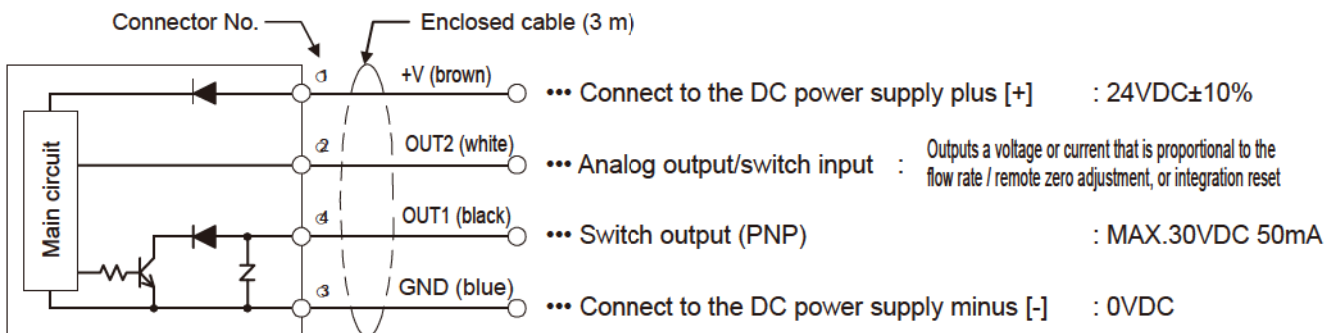 Connector No.
Enclosed cable (3 m)
1 +V (brown) ••• Connect to the DC power supply plus [+] : 24VDC±10%
2 OUT2 (white) ••• Analog output/switch input : Outputs a voltage or current that is proportional to the
flow rate / remote zero adjustment, or integration reset
Main circuit
4 OUT1 (black) ••• Switch output (PNP) : MAX.30VDC 50mA
3 GND (blue) ••• Connect to the DC power supply minus [-] : 0VDC